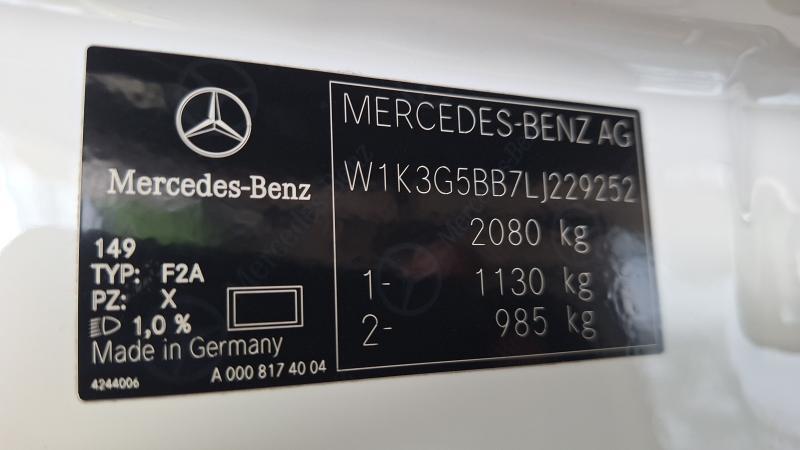 Mercedes-Benz
149
TYP: F2A
PZ: X
1,0 %
Made in Germany
4244006
A 000 817 40 04
MERCEDES-BENZ AG
W1K3G5BB7LJ229252
2080 kg
1- 1130 kg
2- 985 kg